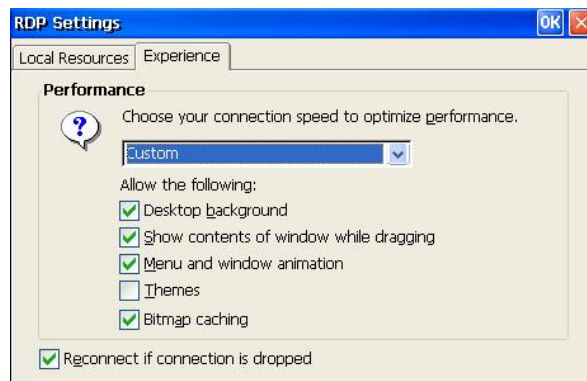 RDP Settings OK
Local Resources Experience
Performance
Choose your connection speed to optimize performance.
Custom
Allow the following:
Desktop background
Show contents of window while dragging
Menu and window animation
Themes
Bitmap caching
Reconnect if connection is dropped